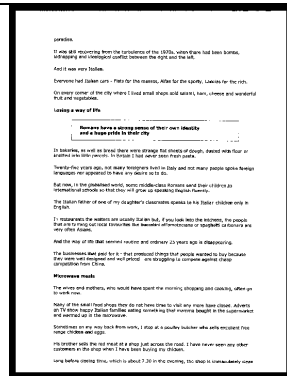 paradise.
It was still recovering from the turbulence of the 1970s, when there had been bombs,
kidnapping and ideological conflict between the right and the left.
And it was very Italian.
Everyone had Italian cars - Fiats for the masses, Alfas for the sporty, Lancias for the rich.
On every corner of the city where I lived small shops sold salami, ham, cheese and wonderful
fruit and vegetables.
Losing a way of life
Romans have a strong sense of their own identity
and a huge pride in their city
In bakeries, as well as bread there were strange flat sheets of dough, dusted with flour or
knotted into little parcels. In Britain I had never seen fresh pasta.
Twenty-five years ago, not many foreigners lived in Italy and not many people spoke foreign
languages nor appeared to have any desire to do so.
But now, in the globalised world, some middle-class Romans send their children to
international schools so that they will grow up speaking English fluently.
The Italian father of one of my daughter's classmates speaks to his Italian children only in
English.
In restaurants the waiters are usually Italian but, if you look into the kitchens, the people
that are turning out local favourites like bucatini all'amatriciana or spaghetti carbonara are
very often Asians.
And the way of life that seemed routine and ordinary 25 years ago is disappearing.
The businesses that paid for it - that produced things that people wanted to buy because
they were well designed and well priced - are struggling to compete against cheap
competition from China.
Microwave meals
The wives and mothers, who would have spent the morning shopping and cooking, often go
to work now.
Many of the small food shops they do not have time to visit any more have closed. Adverts
on TV show happy Italian families eating something that mummy bought in the supermarket
and warmed up in the microwave.
Sometimes on my way back from work, I stop at a poultry butcher who sells excellent free
range chickens and eggs.
His brother sells the red meat at a shop just across the road. I have never seen any other
customers in the shop when I have been buying my chicken.
Long before closing time, which is about 7.30 in the evening, the shop is immaculately clean